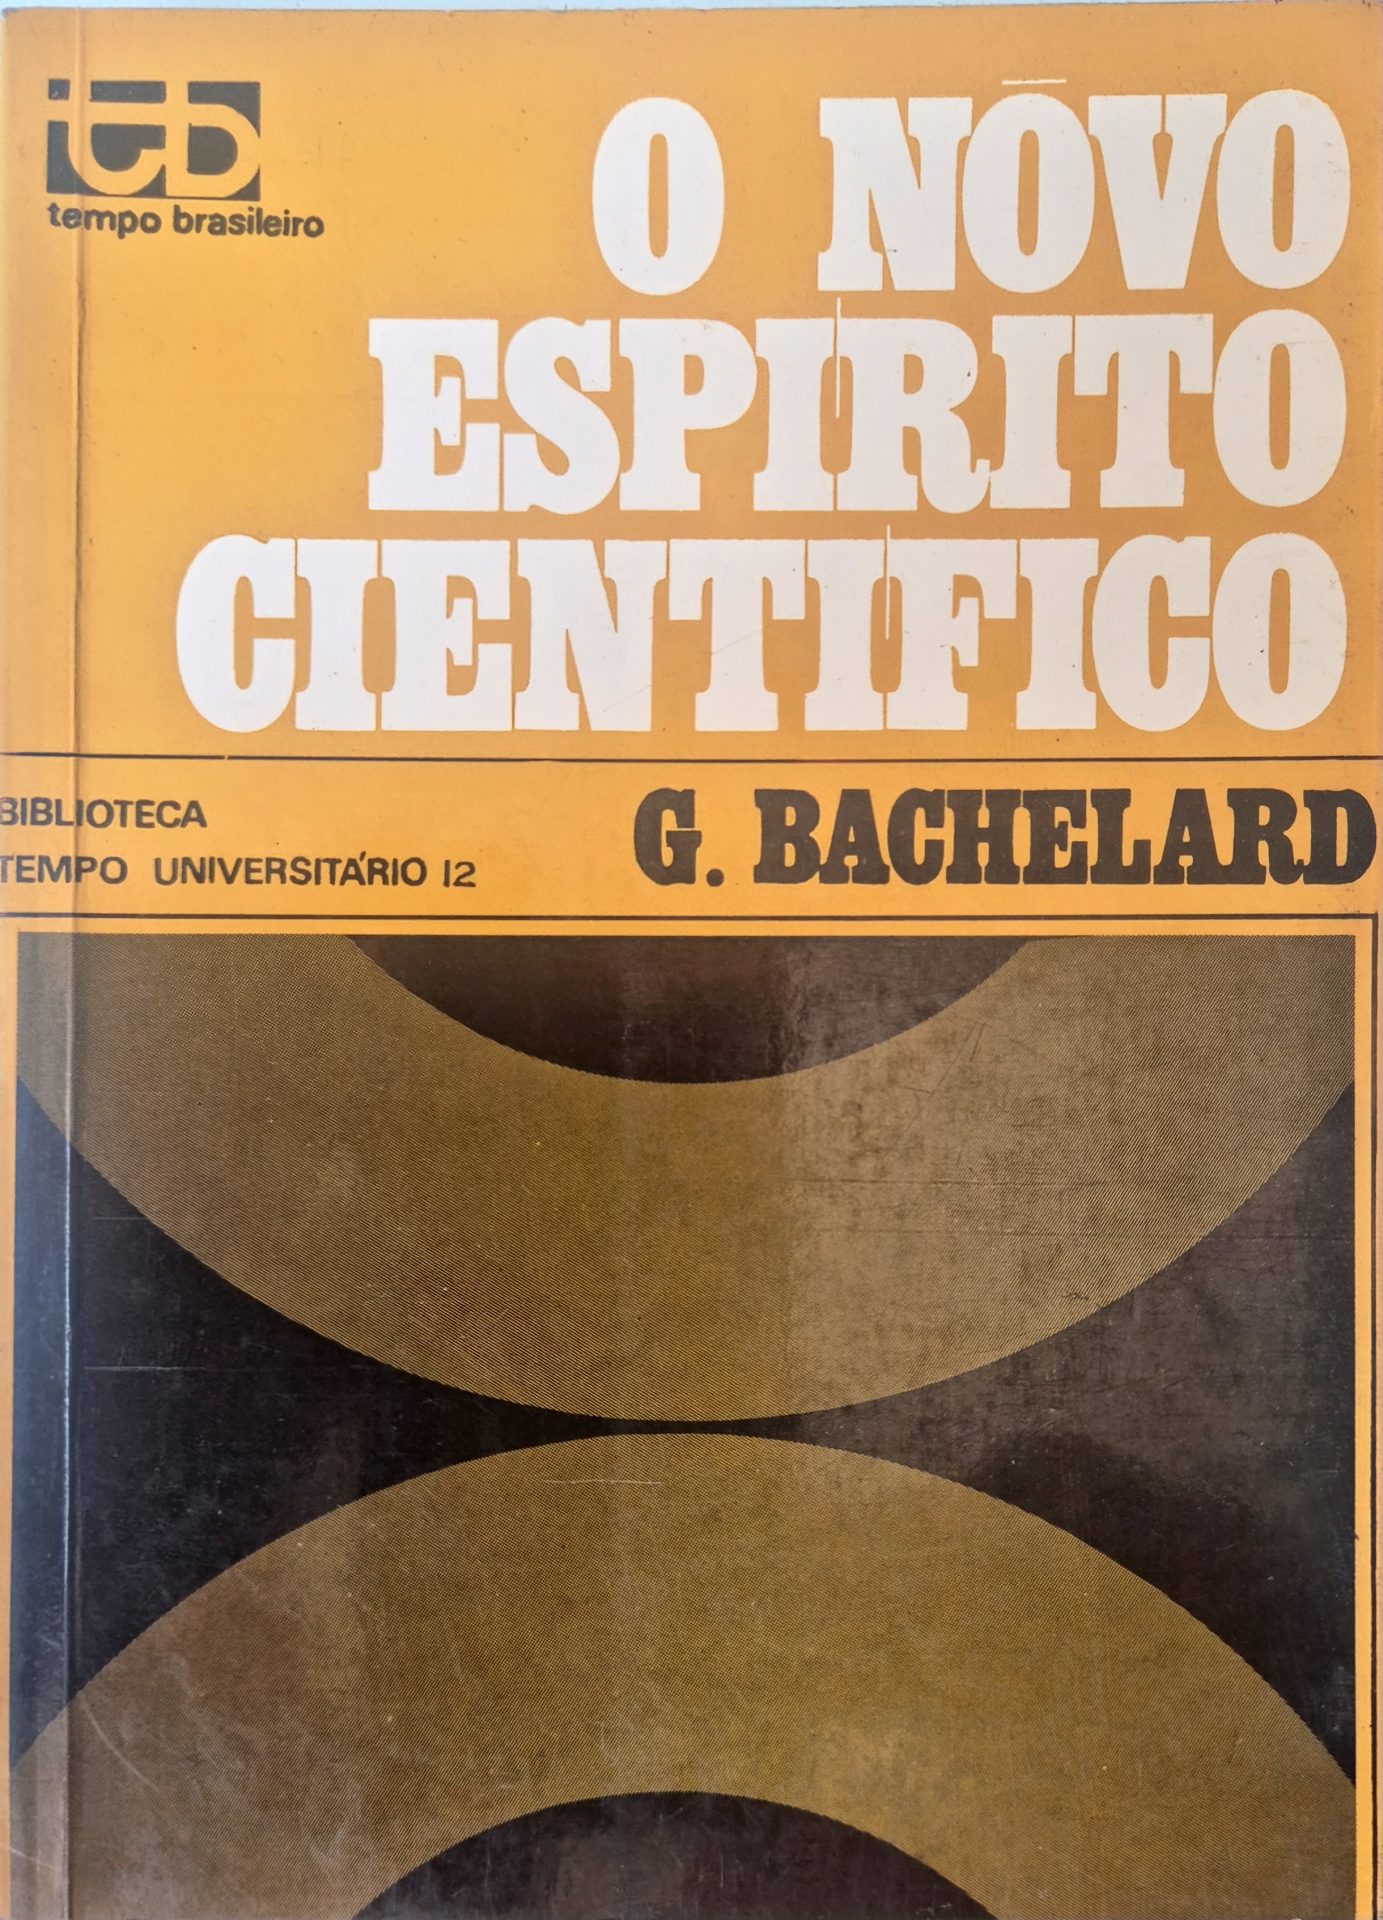 tb
tempo brasileiro
O NÔVO
ESPÍRITO
CIENTÍFICO
BIBLIOTECA
TEMPO UNIVERSITÁRIO 12
G. BACHELARD